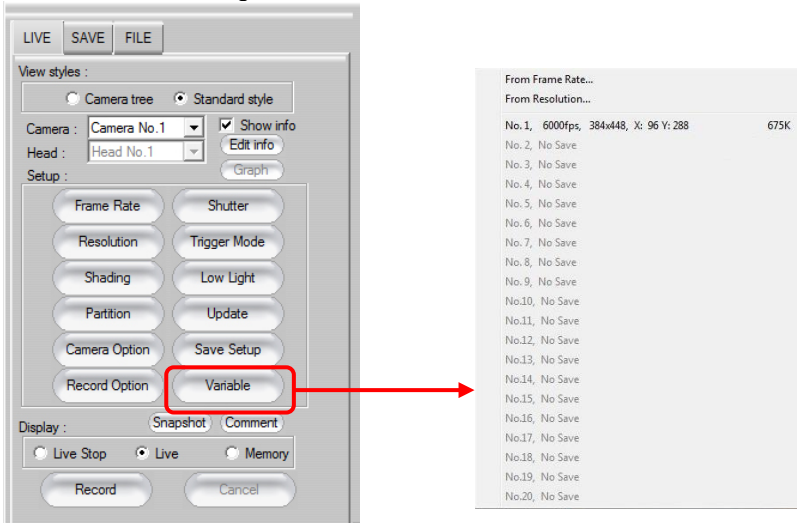 LIVE SAVE FILE
View styles :
Camera tree Standard style
Camera : Camera No.1 Show info
Head : Head No.1 Edit info
Setup : Graph
Frame Rate Shutter
Resolution Trigger Mode
Shading Low Light
Partition Update
Camera Option Save Setup
Record Option Variable
Display : Snapshot Comment
Live Stop Live Memory
Record Cancel
From Frame Rate...
From Resolution...
No. 1, 6000fps, 384x448, X: 96 Y: 288 675K
No. 2, No Save
No. 3, No Save
No. 4, No Save
No. 5, No Save
No. 6, No Save
No. 7, No Save
No. 8, No Save
No. 9, No Save
No.10, No Save
No.11, No Save
No.12, No Save
No.13, No Save
No.14, No Save
No.15, No Save
No.16, No Save
No.17, No Save
No.18, No Save
No.19, No Save
No.20, No Save